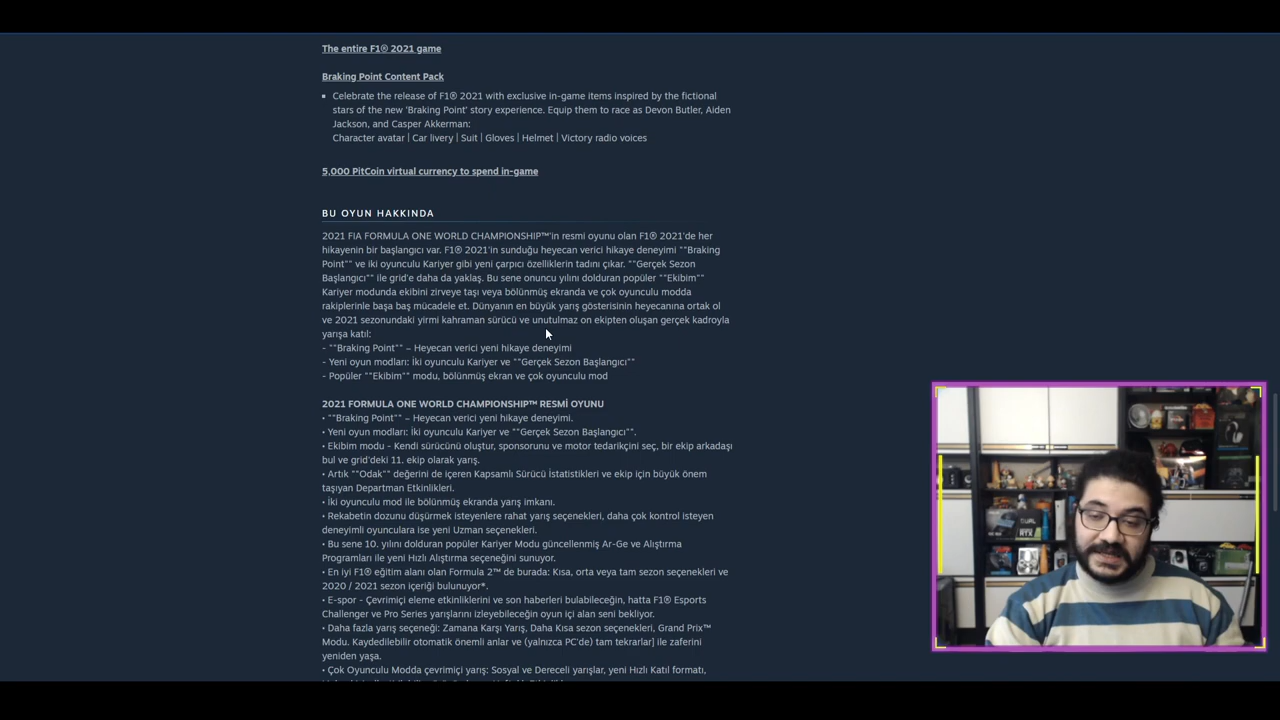 The entire F1® 2021 game
Braking Point Content Pack
▪ Celebrate the release of F1® 2021 with exclusive in-game items inspired by the fictional
stars of the new 'Braking Point' story experience. Equip them to race as Devon Butler, Aiden
Jackson, and Casper Akkerman:
Character avatar | Car livery | Suit | Gloves | Helmet | Victory radio voices
5,000 PitCoin virtual currency to spend in-game
BU OYUN HAKKINDA
2021 FIA FORMULA ONE WORLD CHAMPIONSHIP™'in resmi oyunu olan F1® 2021'de her
hikayenin bir başlangıcı var. F1® 2021'in sunduğu heyecan verici hikaye deneyimi ""Braking
Point"" ve iki oyunculu Kariyer gibi yeni çarpıcı özelliklerin tadını çıkar. ""Gerçek Sezon
Başlangıcı"" ile grid'e daha da yaklaş. Bu sene onuncu yılını dolduran popüler ""Ekibim""
Kariyer modunda ekibini zirveye taşı veya bölünmüş ekranda ve çok oyunculu modda
rakiplerinle başa baş mücadele et. Dünyanın en büyük yarış gösterisinin heyecanına ortak ol
ve 2021 sezonundaki yirmi kahraman sürücü ve unutulmaz on ekipten oluşan gerçek kadroyla
yarışa katıl:
- ""Braking Point"" – Heyecan verici yeni hikaye deneyimi
- Yeni oyun modları: İki oyunculu Kariyer ve ""Gerçek Sezon Başlangıcı""
- Popüler ""Ekibim"" modu, bölünmüş ekran ve çok oyunculu mod
2021 FORMULA ONE WORLD CHAMPIONSHIP™ RESMİ OYUNU
• ""Braking Point"" – Heyecan verici yeni hikaye deneyimi.
• Yeni oyun modları: İki oyunculu Kariyer ve ""Gerçek Sezon Başlangıcı"".
• Ekibim modu - Kendi sürücünü oluştur, sponsorunu ve motor tedarikçini seç, bir ekip arkadaşı
bul ve grid'deki 11. ekip olarak yarış.
• Artık ""Odak"" değerini de içeren Kapsamlı Sürücü İstatistikleri ve ekip için büyük önem
taşıyan Departman Etkinlikleri.
• İki oyunculu mod ile bölünmüş ekranda yarış imkanı.
• Rekabetin dozunu düşürmek isteyenlere rahat yarış seçenekleri, daha çok kontrol isteyen
deneyimli oyunculara ise yeni Uzman seçenekleri.
• Bu sene 10. yılını dolduran popüler Kariyer Modu güncellenmiş Ar-Ge ve Alıştırma
Programları ile yeni Hızlı Alıştırma seçeneğini sunuyor.
• En iyi F1® eğitim alanı olan Formula 2™ de burada: Kısa, orta veya tam sezon seçenekleri ve
2020 / 2021 sezon içeriği bulunuyor*.
• E-spor - Çevrimiçi eleme etkinliklerini ve son haberleri bulabileceğin, hatta F1® Esports
Challenger ve Pro Series yarışlarını izleyebileceğin oyun içi alan seni bekliyor.
• Daha fazla yarış seçeneği: Zamana Karşı Yarış, Daha Kısa sezon seçenekleri, Grand Prix™
Modu. Kaydedilebilir otomatik önemli anlar ve (yalnızca PC'de) tam tekrarlar] ile zaferini
yeniden yaşa.
• Çok Oyunculu Modda çevrimiçi yarış: Sosyal ve Dereceli yarışlar, yeni Hızlı Katıl formatı,